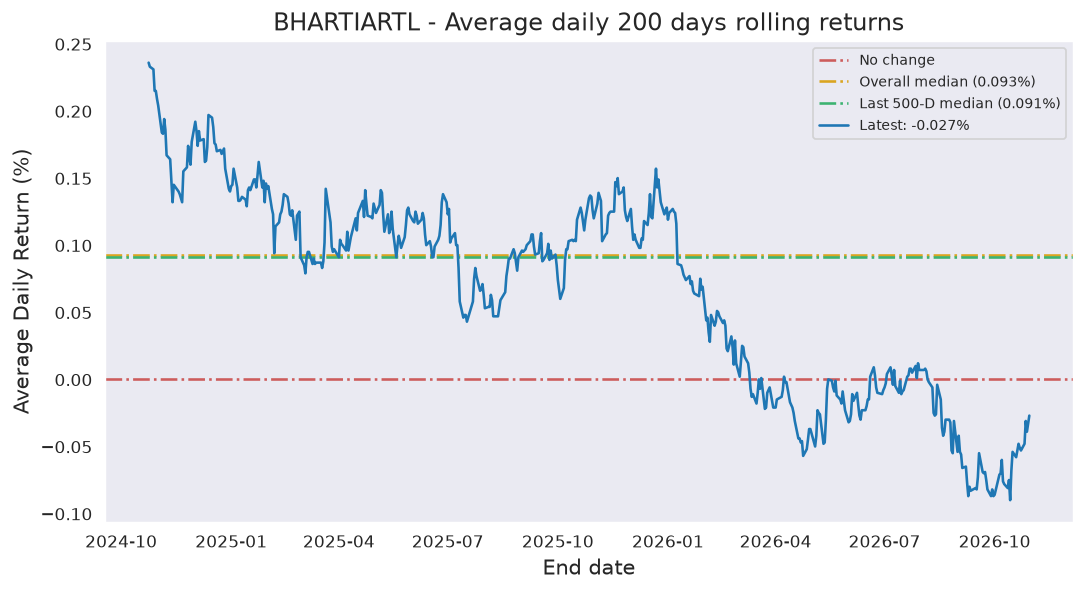 BHARTIARTL - Average daily 200 days rolling returns
Average Daily Return (%)
0.25
0.20
0.15
0.10
0.05
0.00
−0.05
−0.10
No change
Overall median (0.093%)
Last 500-D median (0.091%)
Latest: -0.027%
2024-10 2025-01 2025-04 2025-07 2025-10 2026-01 2026-04 2026-07 2026-10
End date